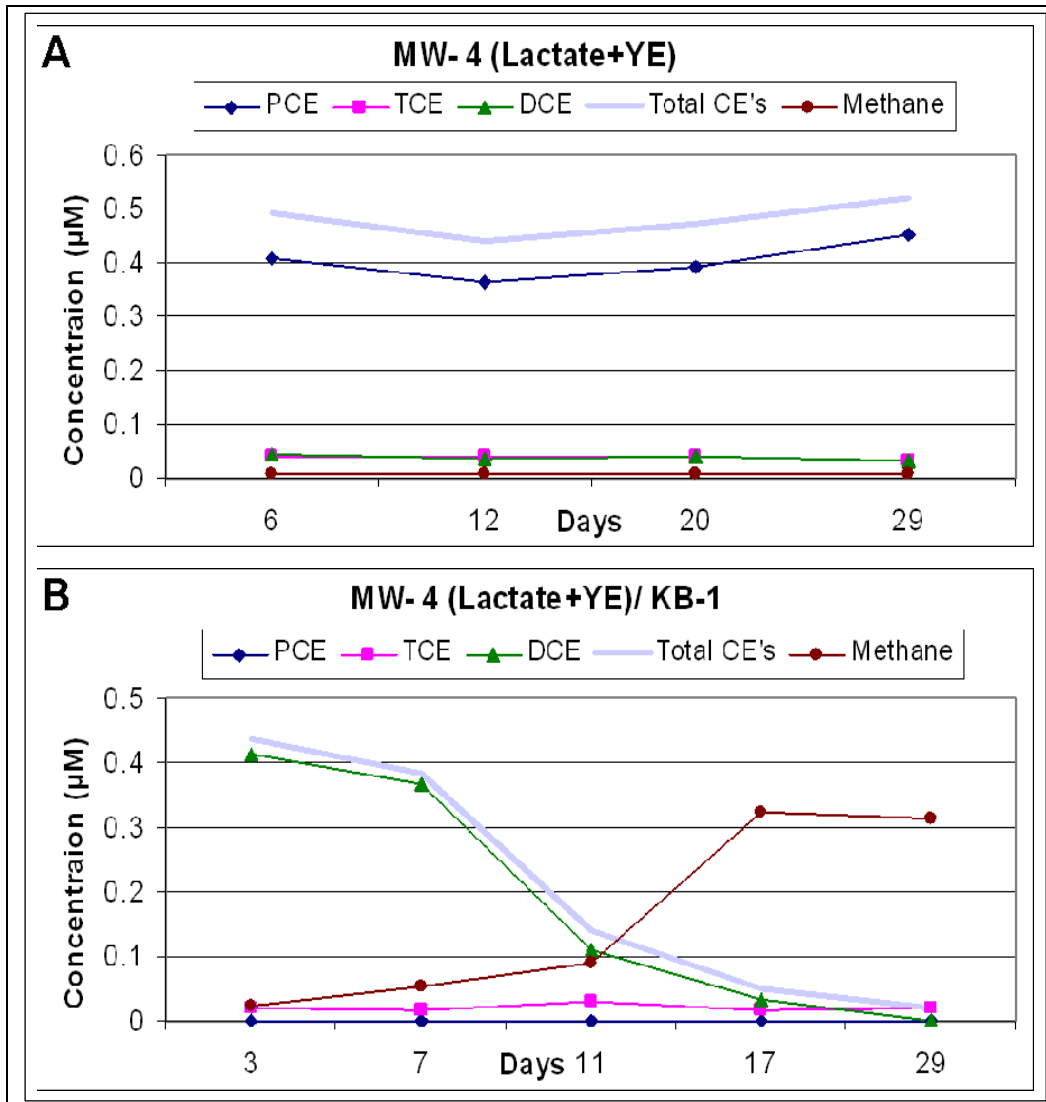 A
MW- 4 (Lactate+YE)
PCE TCE DCE Total CE's Methane
Concentraion (µM)
0.6
0.5
0.4
0.3
0.2
0.1
0
6 12 Days 20 29
B
MW- 4 (Lactate+YE)/ KB-1
PCE TCE DCE Total CE's Methane
Concentraion (µM)
0.5
0.4
0.3
0.2
0.1
0
3 7 Days 11 17 29